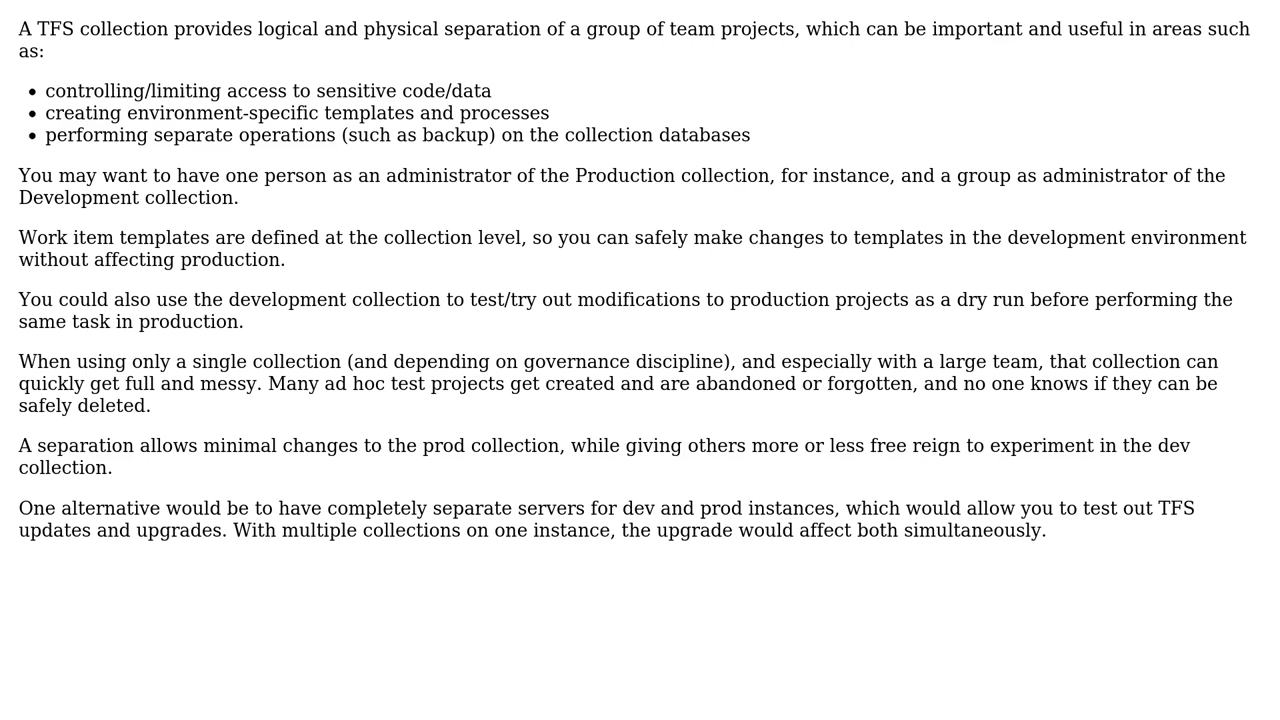 A TFS collection provides logical and physical separation of a group of team projects, which can be important and useful in areas such
as:
• controlling/limiting access to sensitive code/data
• creating environment-specific templates and processes
• performing separate operations (such as backup) on the collection databases
You may want to have one person as an administrator of the Production collection, for instance, and a group as administrator of the
Development collection.
Work item templates are defined at the collection level, so you can safely make changes to templates in the development environment
without affecting production.
You could also use the development collection to test/try out modifications to production projects as a dry run before performing the
same task in production.
When using only a single collection (and depending on governance discipline), and especially with a large team, that collection can
quickly get full and messy. Many ad hoc test projects get created and are abandoned or forgotten, and no one knows if they can be
safely deleted.
A separation allows minimal changes to the prod collection, while giving others more or less free reign to experiment in the dev
collection.
One alternative would be to have completely separate servers for dev and prod instances, which would allow you to test out TFS
updates and upgrades. With multiple collections on one instance, the upgrade would affect both simultaneously.